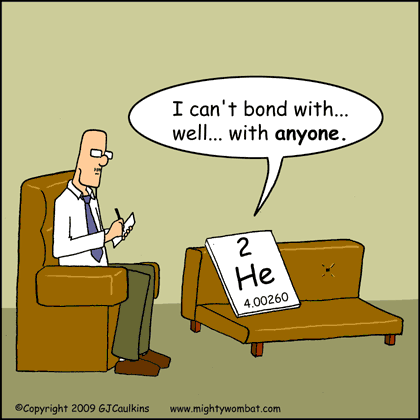 I can't bond with...
well... with anyone.
2
He
4.00260
©Copyright 2009 GJCaulkins www.mightywombat.com